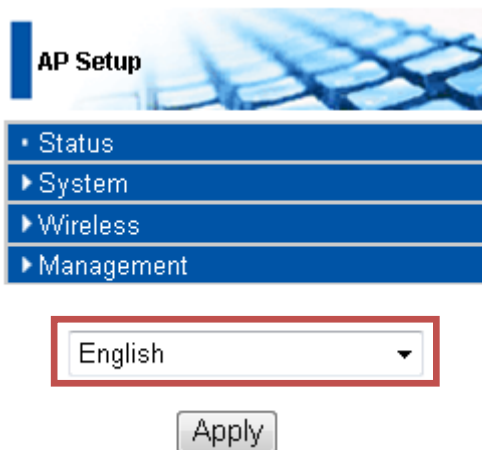 AP Setup
Status
System
Wireless
Management
English
Apply